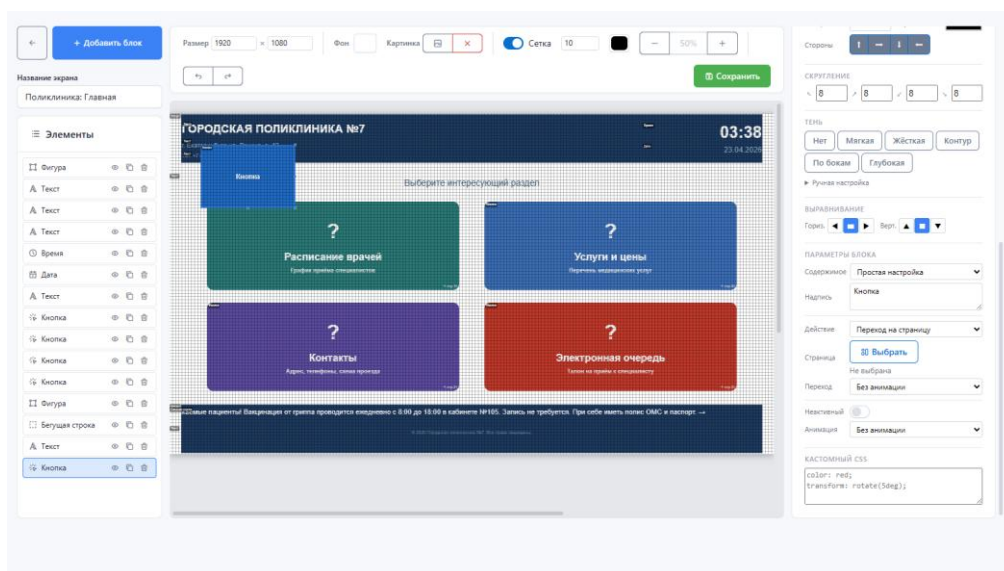 ←
+ Добавить блок
Размер 1920 × 1080
Фон
Картинка
×
Сетка 10
− 50% +
Сохранить
Название экрана
Поликлиника: Главная
Элементы
Фигура
Текст
Текст
Текст
Время
Дата
Текст
Кнопка
Кнопка
Кнопка
Кнопка
Фигура
Бегущая строка
Текст
Кнопка
ГОРОДСКАЯ ПОЛИКЛИНИКА №7
03:38
23.04.2026
Кнопка
Выберите интересующий раздел
?
Расписание врачей
График приёма специалистов
?
Услуги и цены
Перечень медицинских услуг
?
Контакты
Адрес, телефоны, схема проезда
?
Электронная очередь
Талон на приём к специалисту
пациенты! Вакцинация от гриппа проводится ежедневно с 8:00 до 18:00 в кабинете №105. Запись не требуется. При себе иметь полис ОМС и паспорт. —
Стороны
СКРУГЛЕНИЕ
8 8 8 8
ТЕНЬ
Нет Мягкая Жёсткая Контур
По бокам Глубокая
▶ Ручная настройка
ВЫРАВНИВАНИЕ
Гориз. Верт.
ПАРАМЕТРЫ БЛОКА
Содержимое Простая настройка
Надпись Кнопка
Действие Переход на страницу
Страница Выбрать
Не выбрана
Переход Без анимации
Неактивный
Анимация Без анимации
КАСТОМНЫЙ CSS
color: red;
transform: rotate(5deg);